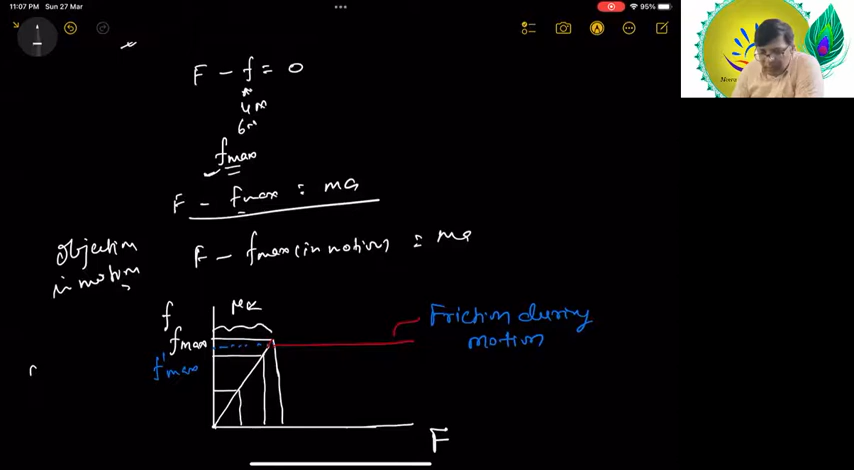 11:07 PM Sun 27 Mar
95%
F - f = 0
4N
6N
fmax
F - fmax = ma
objection
in motion
F - fmax (in motion) = ma
f
μk
fmax
f'max
Friction during
motion
F